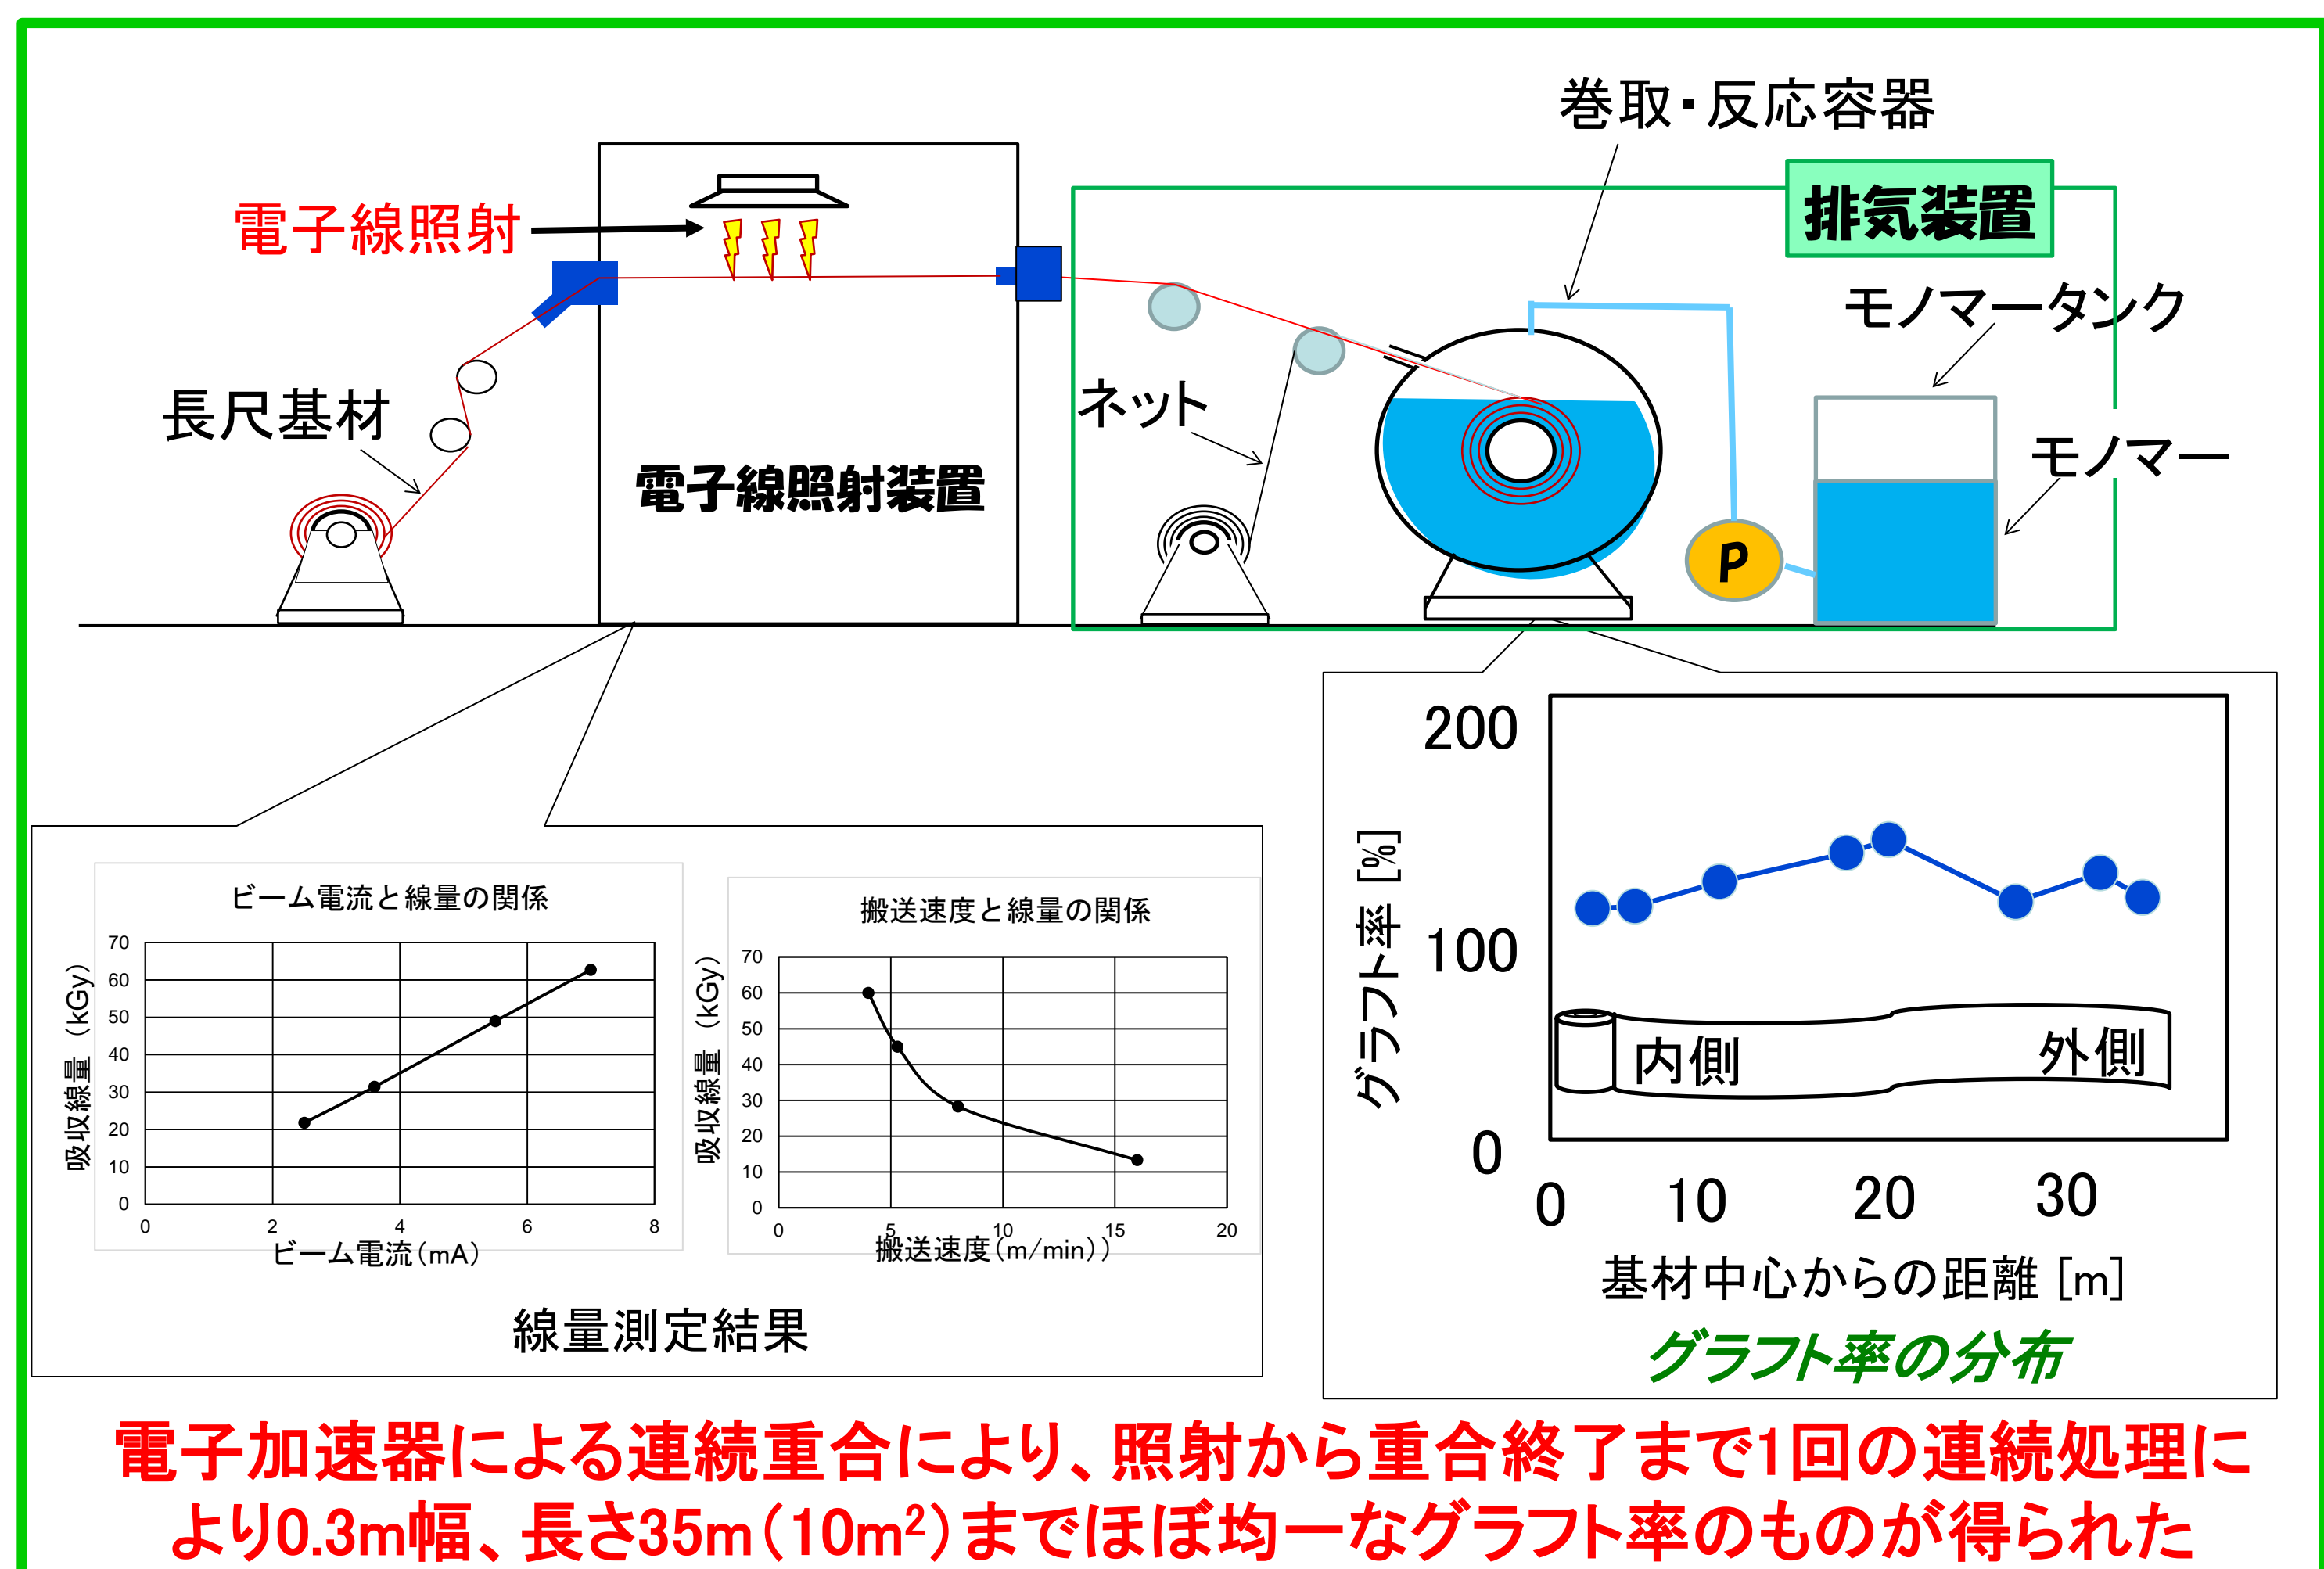 巻取・反応容器
排気装置
電子線照射
モノマータンク
長尺基材
ネット
モノマー
電子線照射装置
P
ビーム電流と線量の関係
吸収線量（kGy）
70
60
50
40
30
20
10
0
0 2 4 6 8
ビーム電流（mA）
搬送速度と線量の関係
吸収線量（kGy）
70
60
50
40
30
20
10
0
0 5 10 15 20
搬送速度（m/min））
線量測定結果
グラフト率 [%]
200
100
0
内側 外側
0 10 20 30
基材中心からの距離 [m]
グラフト率の分布
電子加速器による連続重合により、照射から重合終了まで1回の連続処理に
より0.3m幅、長さ35m（10m²）までほぼ均一なグラフト率のものが得られた